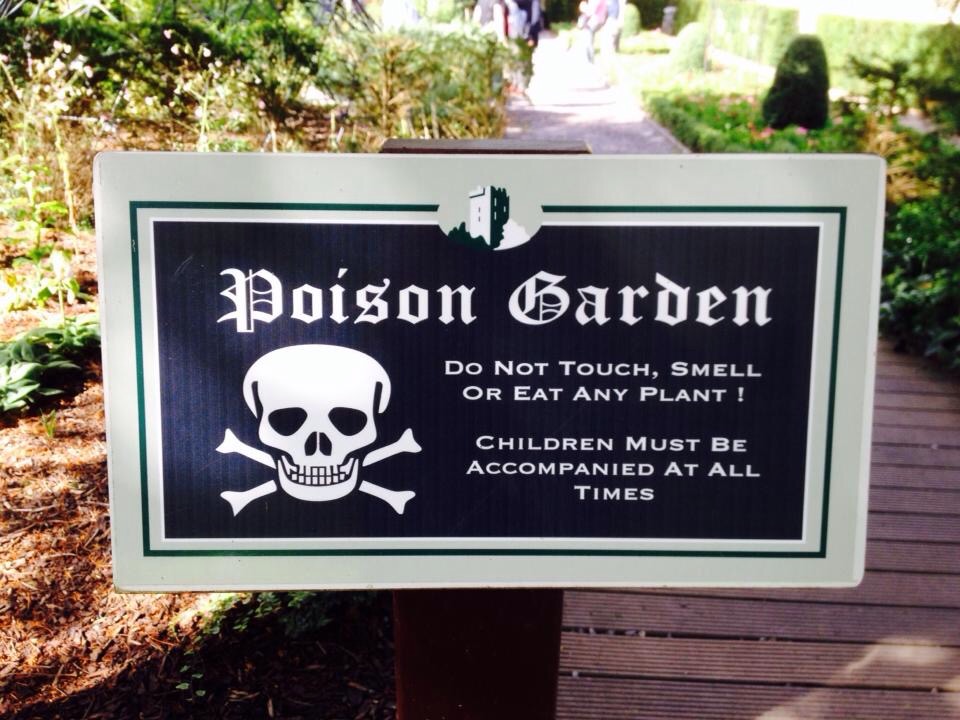 Poison Garden
Do Not Touch, Smell
Or Eat Any Plant !
Children Must Be
Accompanied At All
Times